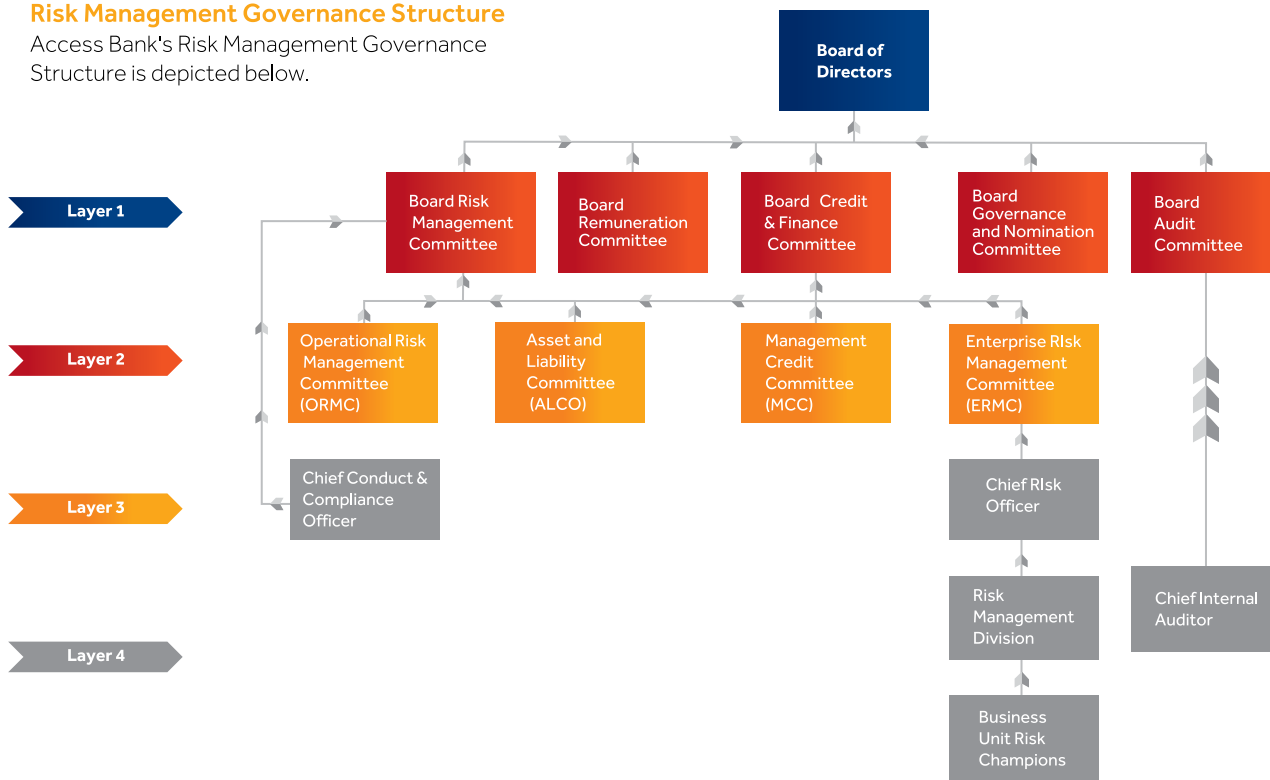 Risk Management Governance Structure
Access Bank's Risk Management Governance
Structure is depicted below.
Board of
Directors
Layer 1
Board Risk
Management
Committee
Board
Remuneration
Committee
Board Credit
& Finance
Committee
Board
Governance
and Nomination
Committee
Board
Audit
Committee
Layer 2
Operational Risk
Management
Committee
(ORMC)
Asset and
Liability
Committee
(ALCO)
Management
Credit
Committee
(MCC)
Enterprise RIsk
Management
Committee
(ERMC)
Layer 3
Chief Conduct &
Compliance
Officer
Chief RIsk
Officer
Layer 4
Risk
Management
Division
Chief Internal
Auditor
Business
Unit Risk
Champions